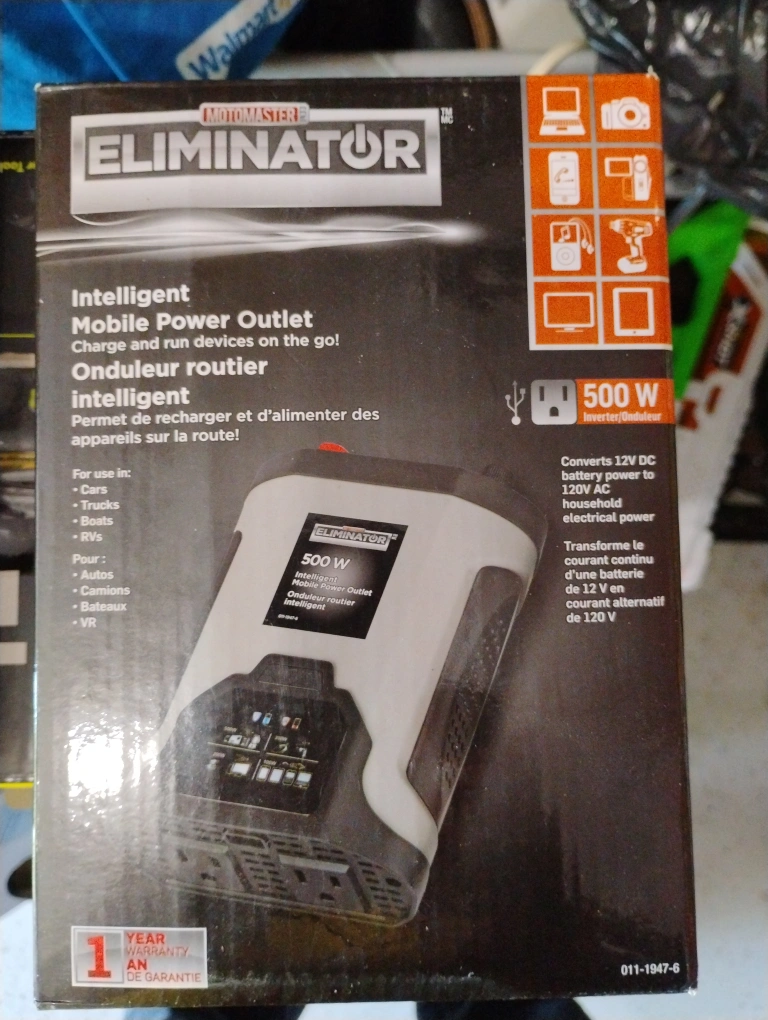 Walmart
MOTOMASTER
ELIMINATOR
TM
MC
Intelligent
Mobile Power Outlet
Charge and run devices on the go!
Onduleur routier
intelligent
Permet de recharger et d'alimenter des
appareils sur la route!
500 W
Inverter/Onduleur
For use in:
• Cars
• Trucks
• Boats
• RVs
Pour :
• Autos
• Camions
• Bateaux
• VR
Converts 12V DC
battery power to
120V AC
household
electrical power
Transforme le
courant continu
d'une batterie
de 12 V en
courant alternatif
de 120 V
ELIMINATOR
500 W
Intelligent
Mobile Power Outlet
Onduleur routier
intelligent
011-1947-6
1 YEAR
WARRANTY
AN
DE GARANTIE
011-1947-6